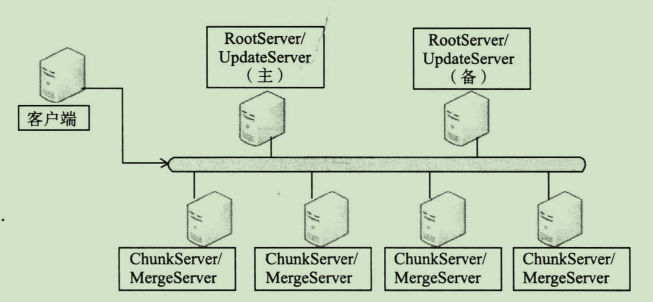 RootServer/
UpdateServer
（主）
RootServer/
UpdateServer
（备）
客户端
ChunkServer/
MergeServer
ChunkServer/
MergeServer
ChunkServer/
MergeServer
ChunkServer/
MergeServer